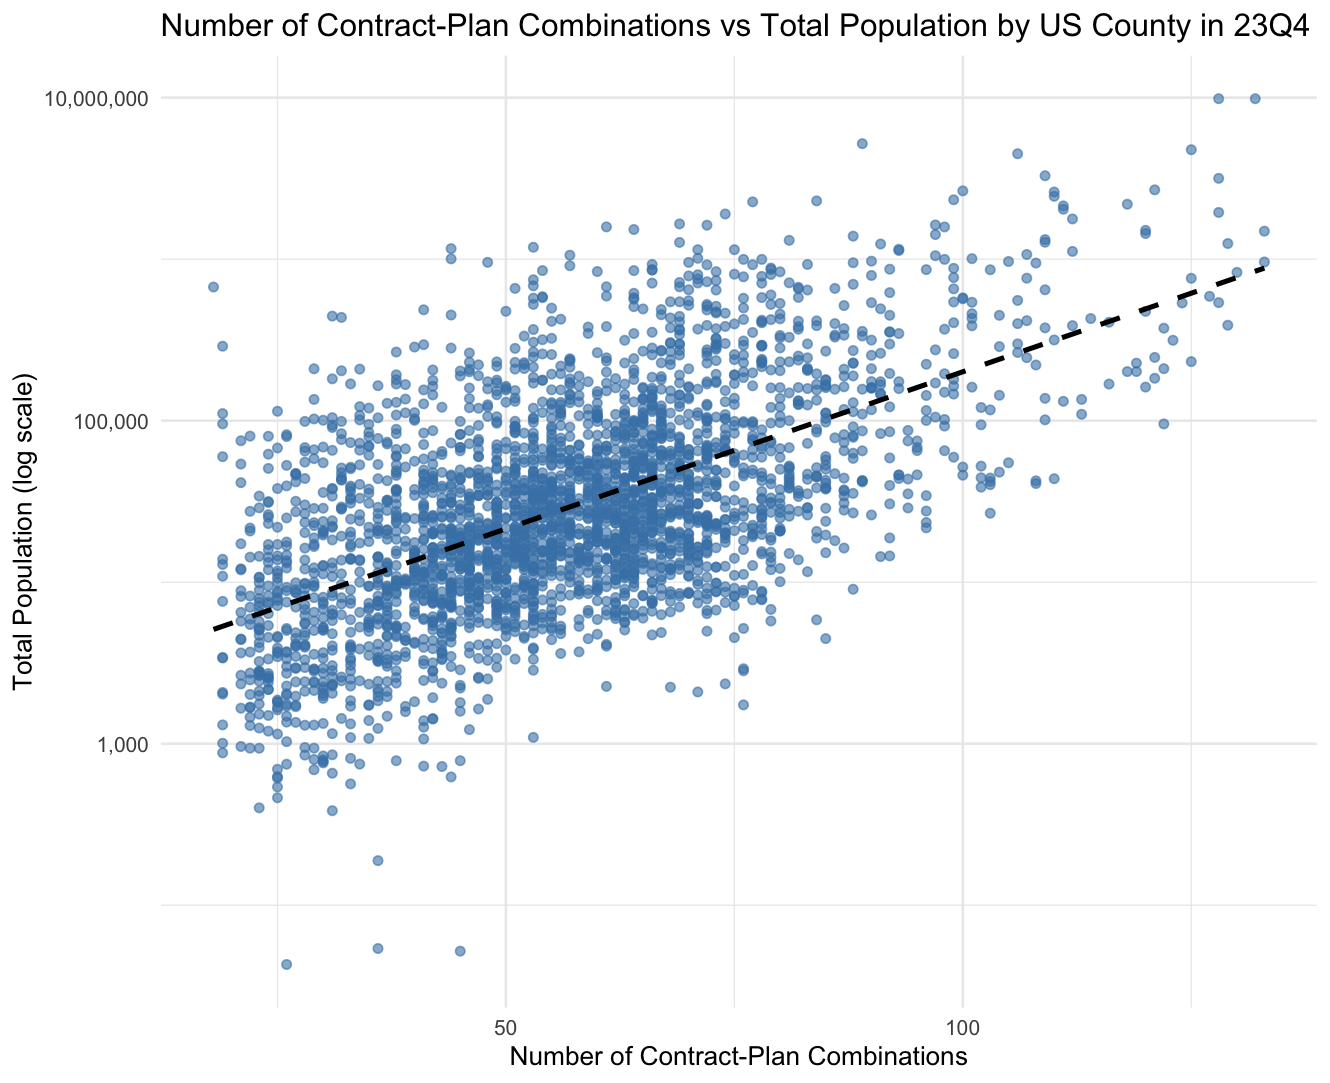 Number of Contract-Plan Combinations vs Total Population by US County in 23Q4
10,000,000
100,000
1,000
Total Population (log scale)
50
100
Number of Contract-Plan Combinations